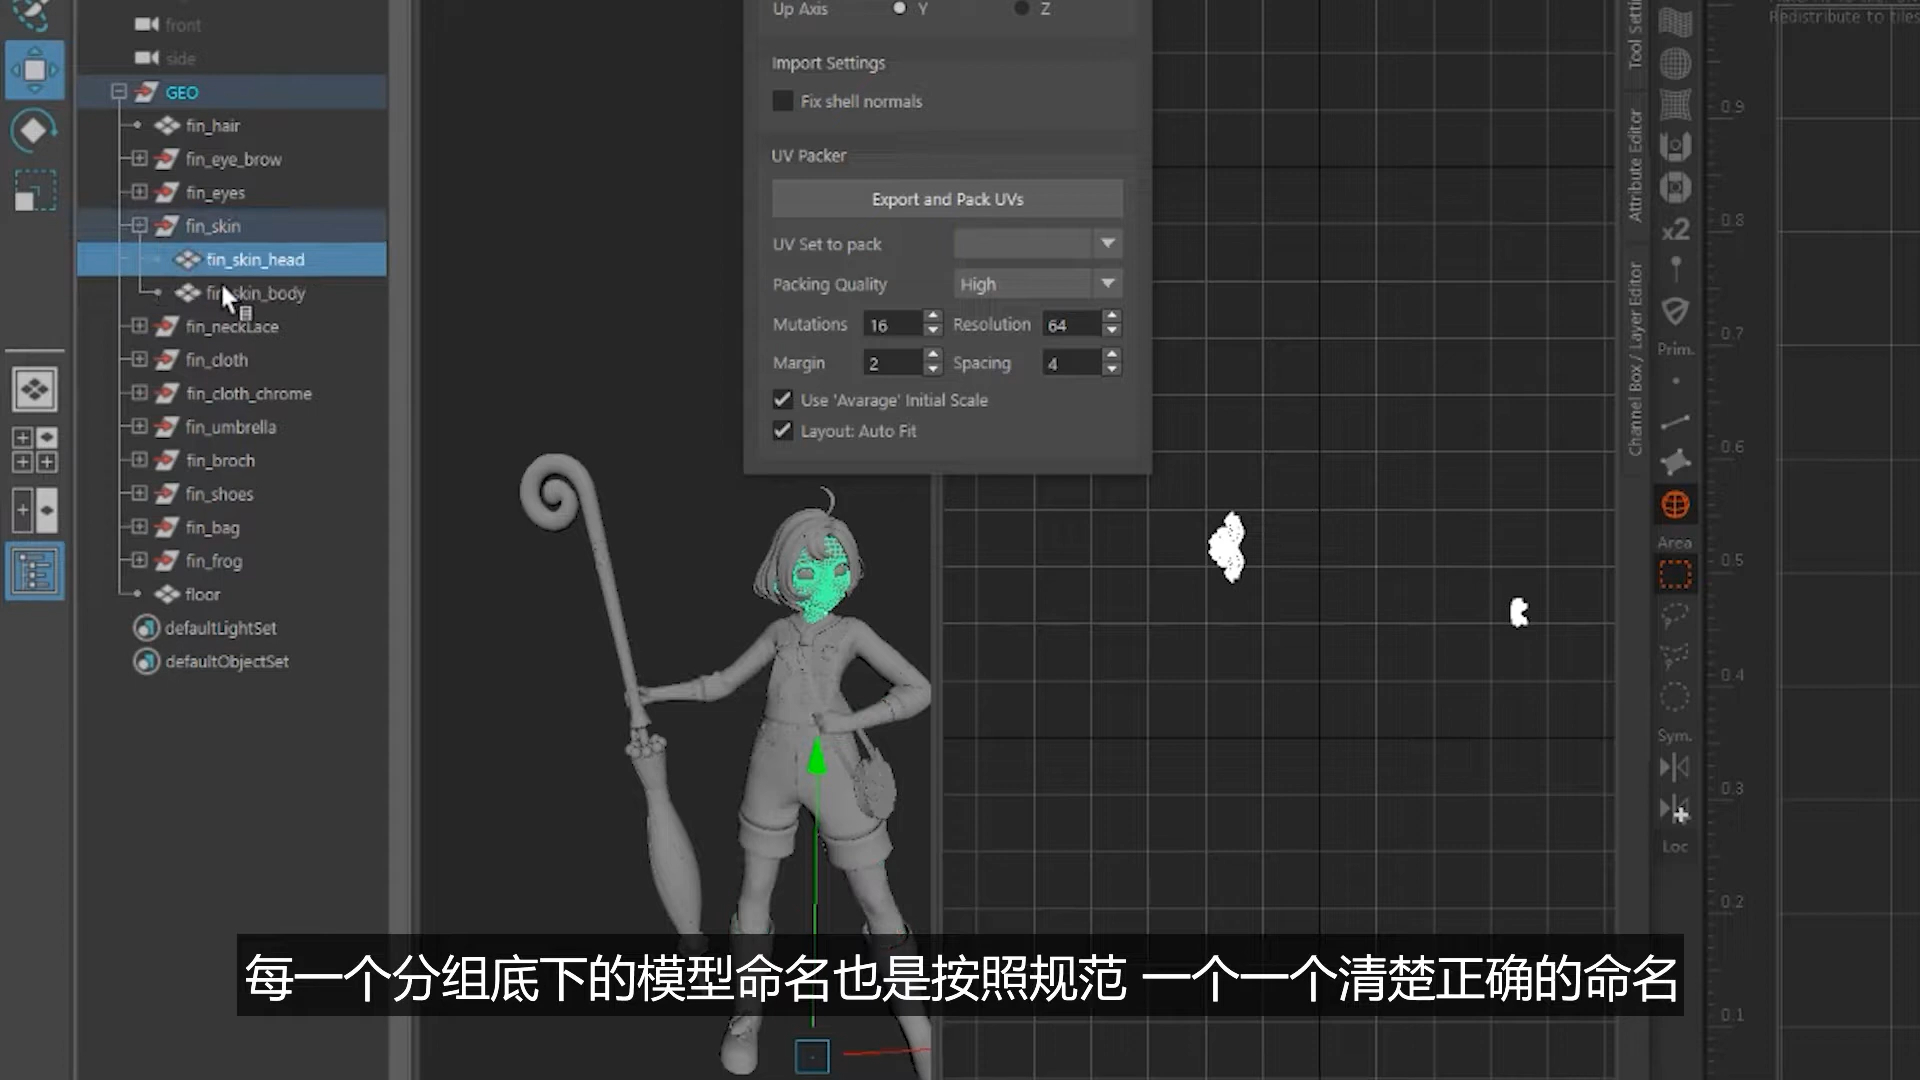 front
side
GEO
fin_hair
fin_eye_brow
fin_eyes
fin_skin
fin_skin_head
fin_skin_body
fin_neckLace
fin_cloth
fin_cloth_chrome
fin_umbrella
fin_broch
fin_shoes
fin_bag
fin_frog
floor
defaultLightSet
defaultObjectSet
Up Axis Y Z
Import Settings
Fix shell normals
UV Packer
Export and Pack UVs
UV Set to pack
Packing Quality High
Mutations 16 Resolution 64
Margin 2 Spacing 4
Use 'Avarage' Initial Scale
Layout: Auto Fit
Tool Setti
Attribute Editor
Channel Box / Layer Editor
x2
Prim.
Area
Sym.
Loc
0.9
0.8
0.7
0.6
0.5
0.4
0.3
0.2
0.1
Redistribute to tiles
每一个分组底下的模型命名也是按照规范 一个一个清楚正确的命名